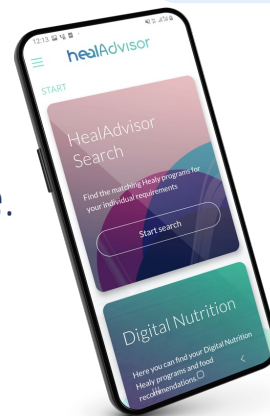 12:13
healAdvisor
START
HealAdvisor
Search
Find the matching Healy programs for
your individual requirements
Start search
Digital Nutrition
Here you can find your Digital Nutrition
Healy programs and food
recommendations